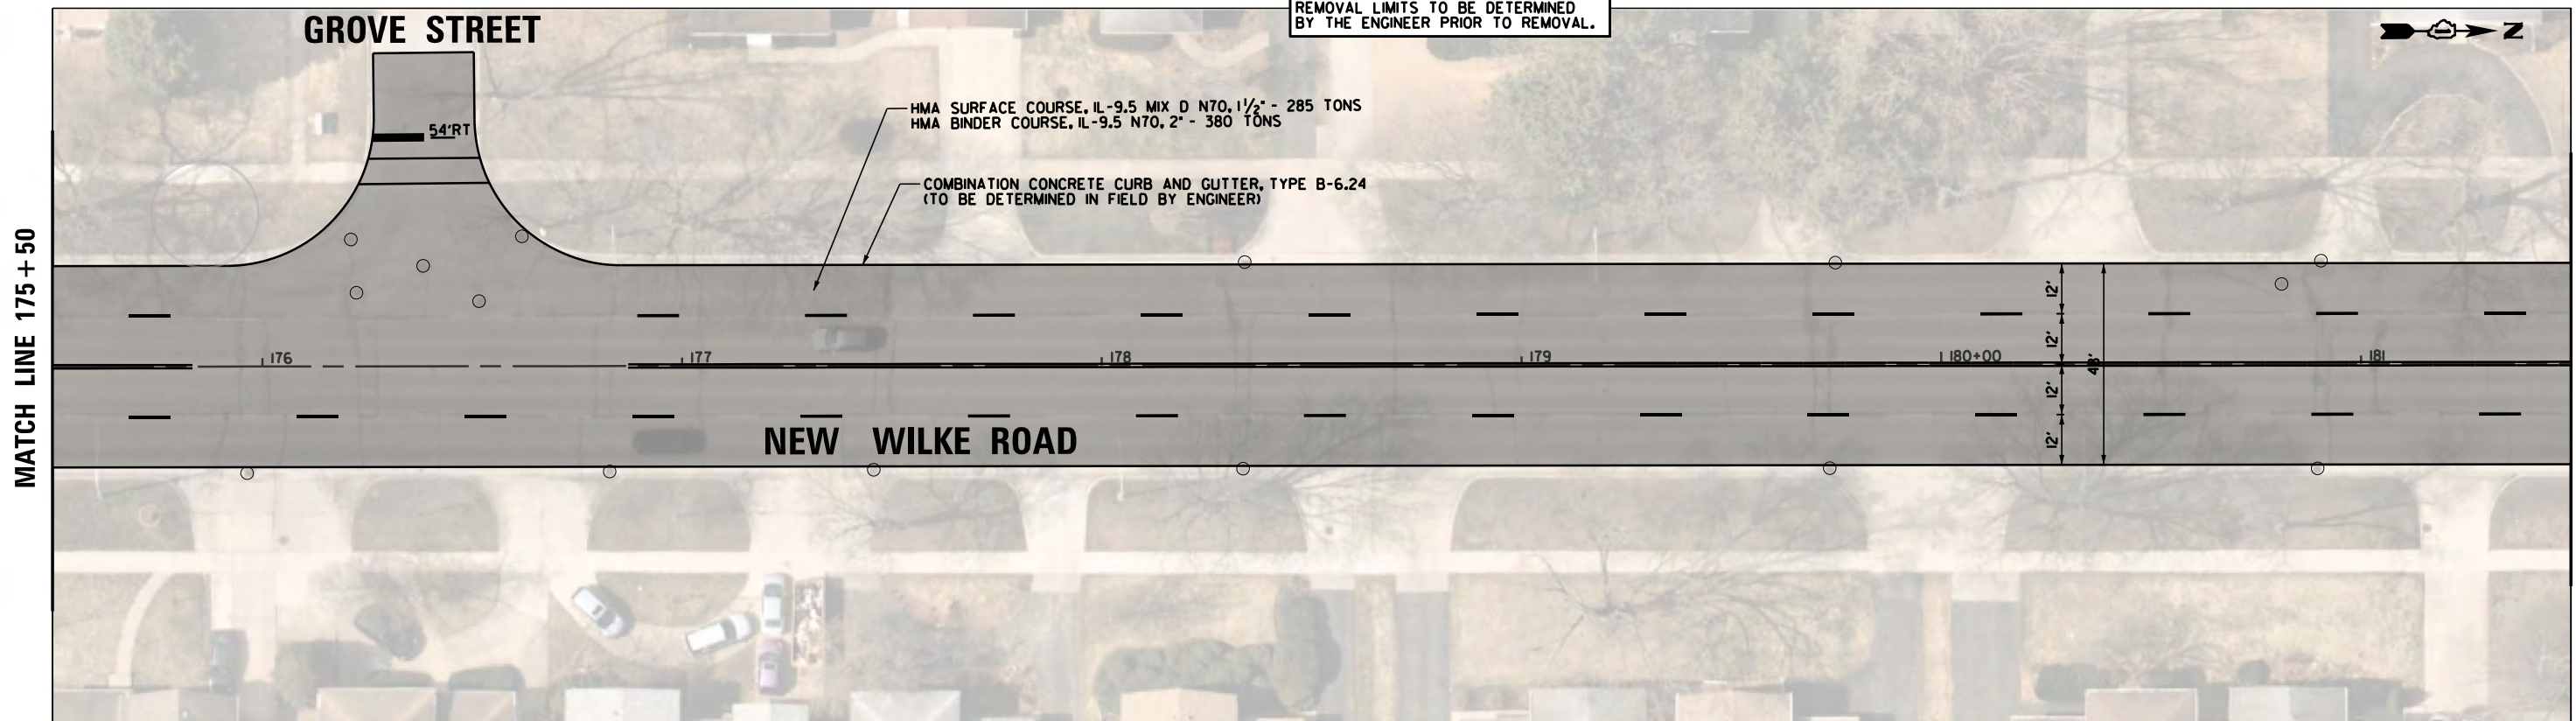 REMOVAL LIMITS TO BE DETERMINED
BY THE ENGINEER PRIOR TO REMOVAL.
GROVE STREET
N
54'RT
HMA SURFACE COURSE, IL-9.5 MIX D N70, 1 1/2" - 285 TONS
HMA BINDER COURSE, IL-9.5 N70, 2" - 380 TONS
COMBINATION CONCRETE CURB AND GUTTER, TYPE B-6.24
(TO BE DETERMINED IN FIELD BY ENGINEER)
MATCH LINE 175+50
12'
12'
176
177
178
179
180+00
181
48'
12'
12'
NEW WILKE ROAD